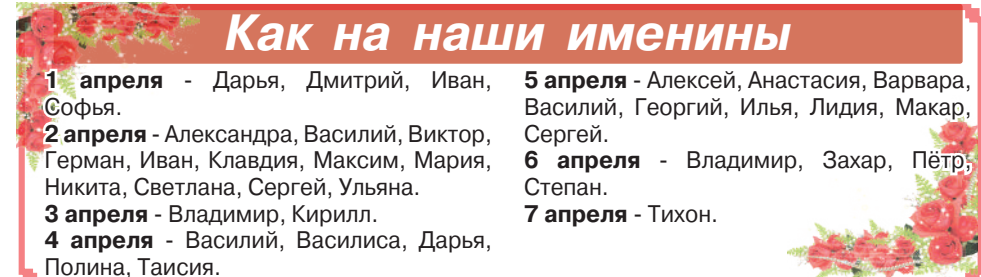 Как на наши именины
1 апреля - Дарья, Дмитрий, Иван,
Софья.
2 апреля - Александра, Василий, Виктор,
Герман, Иван, Клавдия, Максим, Мария,
Никита, Светлана, Сергей, Ульяна.
3 апреля - Владимир, Кирилл.
4 апреля - Василий, Василиса, Дарья,
Полина, Таисия.
5 апреля - Алексей, Анастасия, Варвара,
Василий, Георгий, Илья, Лидия, Макар,
Сергей.
6 апреля - Владимир, Захар, Пётр,
Степан.
7 апреля - Тихон.